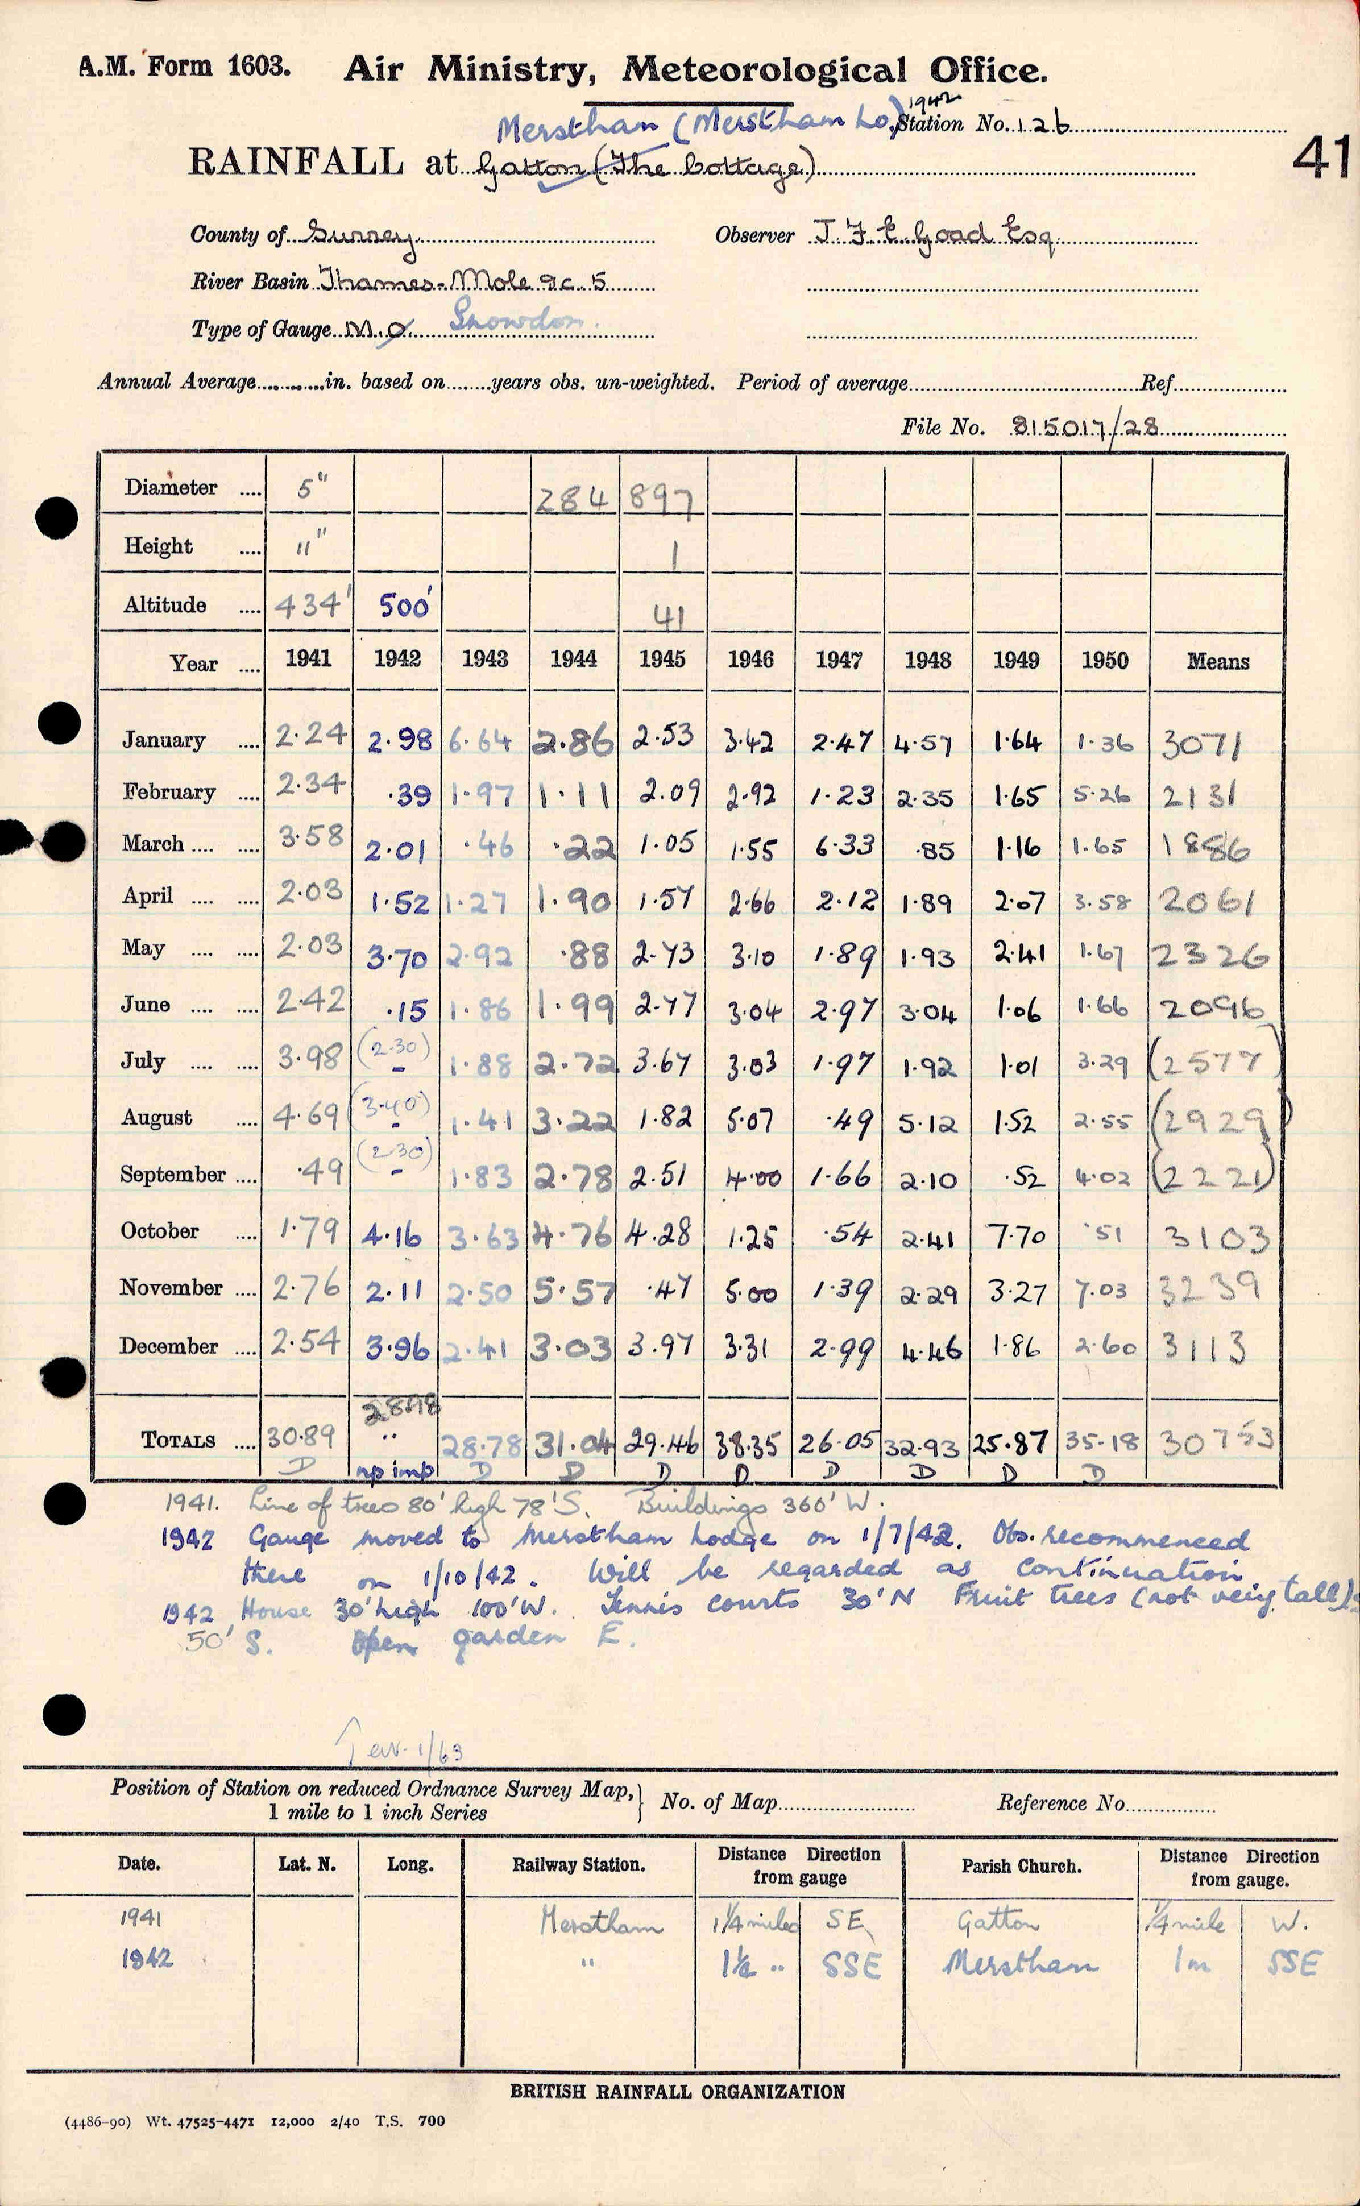 A.M. Form 1603. Air Ministry, Meteorological Office.
Merstham (Merstham Lo.) 1942 Station No. 126
41
RAINFALL at Gatton (The Cottage)
County of Surrey Observer J. F. E. Goad Esq.
River Basin Thames-Mole &c. 5
Type of Gauge M.O. Snowdon.
Annual Average in. based on years obs. un-weighted. Period of average Ref
File No. 815017/28
Diameter .... 5" 284 897
Height .... 11" 1
Altitude .... 434' 500' 41
Year .... 1941 1942 1943 1944 1945 1946 1947 1948 1949 1950 Means
January .... 2.24 2.98 6.64 2.86 2.53 3.42 2.47 4.57 1.64 1.36 3071
February .... 2.34 .39 1.97 1.11 2.09 2.92 1.23 2.35 1.65 5.26 2131
March .... .... 3.58 2.01 .46 .22 1.05 1.55 6.33 .85 1.16 1.65 1886
April .... .... 2.03 1.52 1.27 1.90 1.57 2.66 2.12 1.89 2.07 3.58 2061
May .... .... 2.03 3.70 2.92 .88 2.73 3.10 1.89 1.93 2.41 1.67 2326
June .... .... 2.42 .15 1.86 1.99 2.77 3.04 2.97 3.04 1.06 1.66 2096
July .... .... 3.98 (2.30) - 1.88 2.72 3.67 3.03 1.97 1.92 1.01 3.29 (2577)
August .... 4.69 (3.40) - 1.41 3.22 1.82 5.07 .49 5.12 1.52 2.55 (2929)
September .... .49 (2.30) - 1.83 2.78 2.51 4.00 1.66 2.10 .52 4.02 (2221)
October .... 1.79 4.16 3.63 4.76 4.28 1.25 .54 2.41 7.70 .51 3103
November .... 2.76 2.11 2.50 5.57 .47 5.00 1.39 2.29 3.27 7.03 3239
December .... 2.54 3.96 2.41 3.03 3.97 3.31 2.99 4.46 1.86 2.60 3113
28.98
TOTALS .... 30.89 " 28.78 31.04 29.46 38.35 26.05 32.93 25.87 35.18 30753
D np imp D D D D D D D D
1941. Line of trees 80' high 78' S. Buildings 360' W.
1942 Gauge moved to Merstham Lodge on 1/7/42. Obs. recommenced
there on 1/10/42. Will be regarded as continuation
1942 House 30' high 100' W. Tennis courts 30' N Fruit trees (not very tall)
50' S. Open garden E.
1/63
Position of Station on reduced Ordnance Survey Map, } No. of Map Reference No
1 mile to 1 inch Series
Date. Lat. N. Long. Railway Station. Distance Direction from gauge Parish Church. Distance Direction from gauge.
1941 Merstham 1¼ miles SE Gatton ¼ mile W.
1942 " " SSE Merstham 1m SSE
BRITISH RAINFALL ORGANIZATION
(4486-90) Wt. 47525-4471 12,000 2/40 T.S. 700